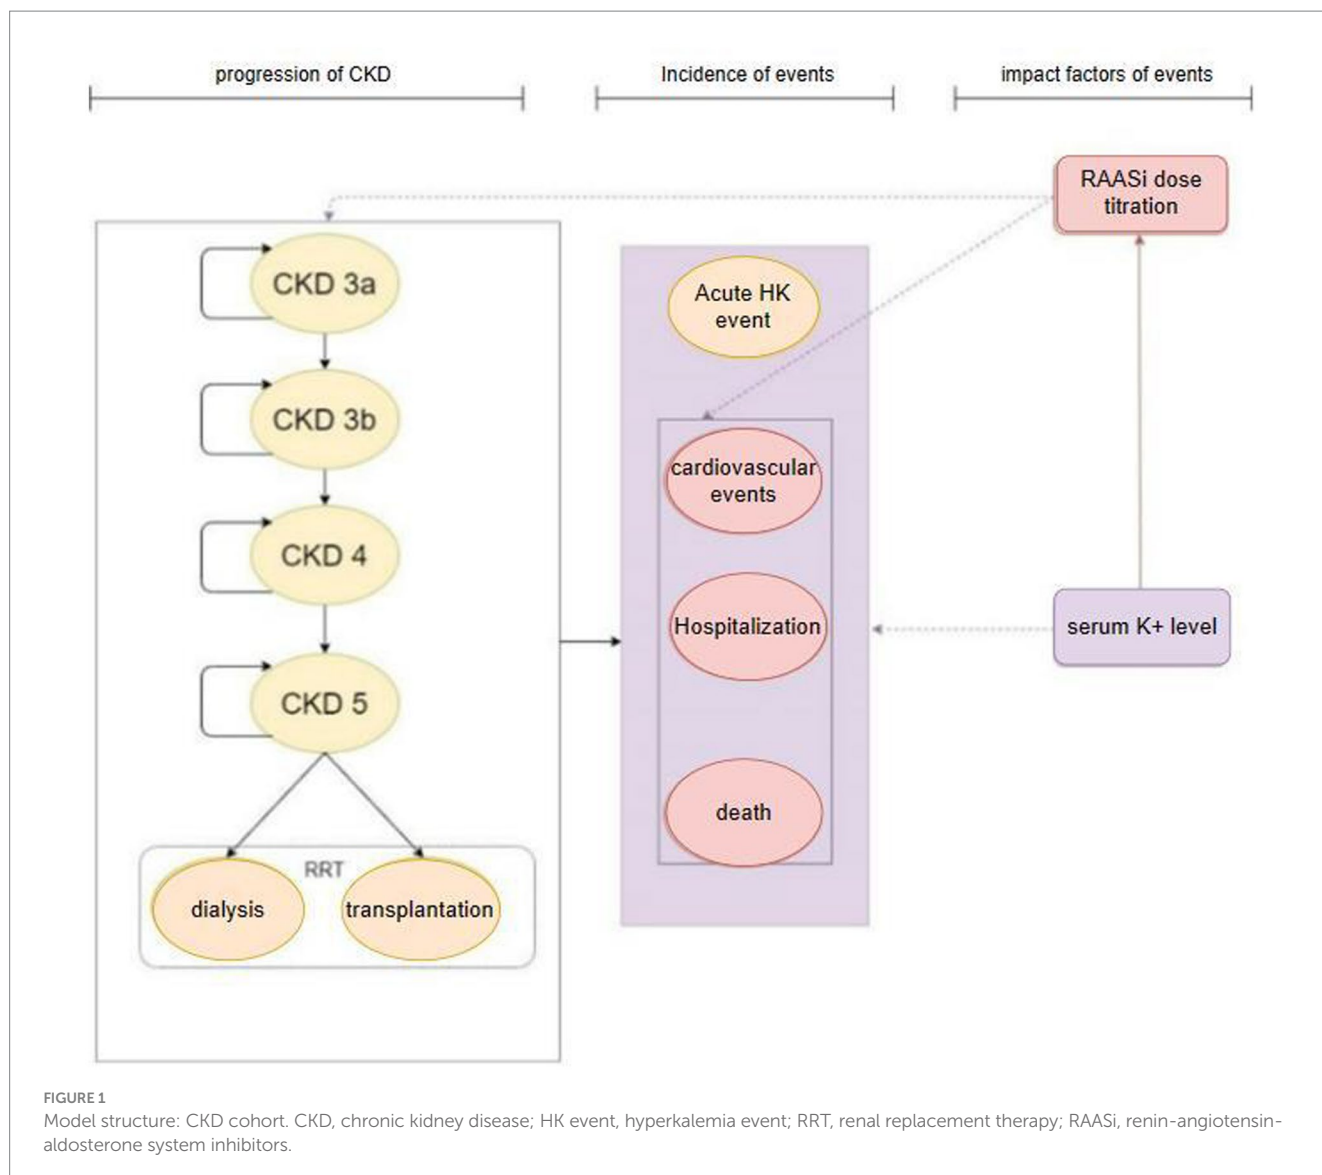 progression of CKD
Incidence of events
impact factors of events
CKD 3a
CKD 3b
CKD 4
CKD 5
RRT
dialysis
transplantation
Acute HK
event
cardiovascular
events
Hospitalization
death
RAASi dose
titration
serum K+ level
FIGURE 1
Model structure: CKD cohort. CKD, chronic kidney disease; HK event, hyperkalemia event; RRT, renal replacement therapy; RAASi, renin-angiotensin-
aldosterone system inhibitors.